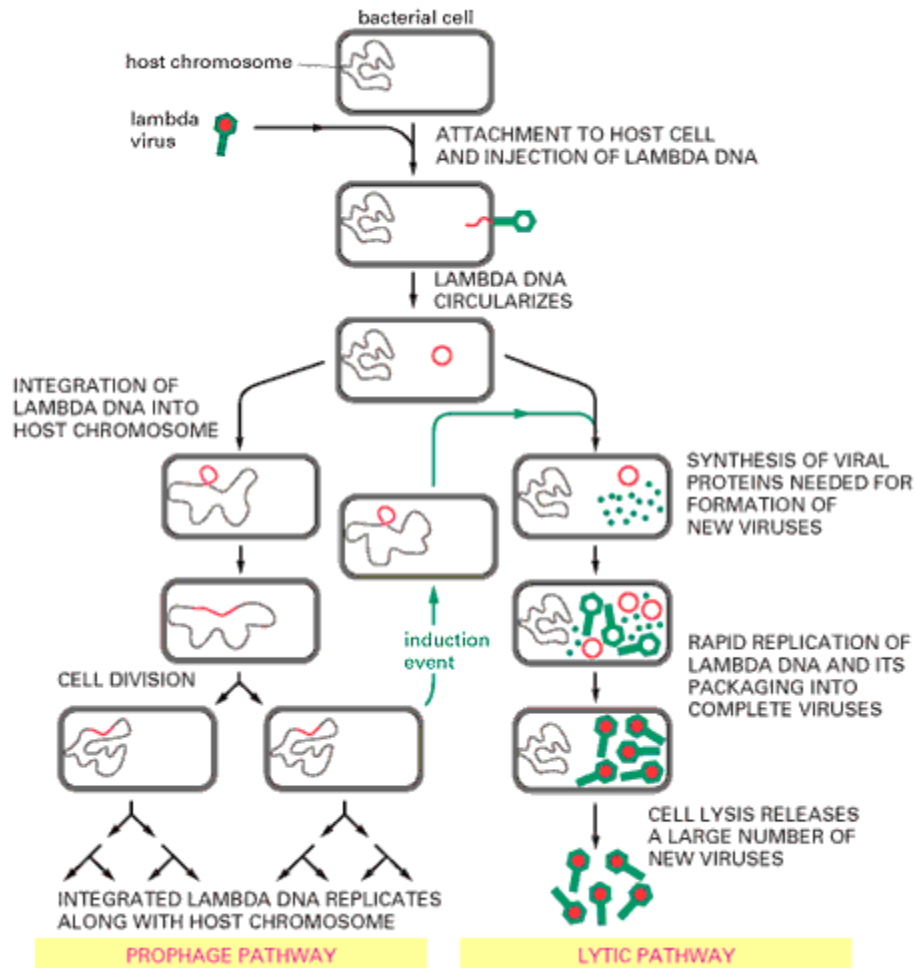 bacterial cell
host chromosome
lambda
virus
ATTACHMENT TO HOST CELL
AND INJECTION OF LAMBDA DNA
LAMBDA DNA
CIRCULARIZES
INTEGRATION OF
LAMBDA DNA INTO
HOST CHROMOSOME
SYNTHESIS OF VIRAL
PROTEINS NEEDED FOR
FORMATION OF
NEW VIRUSES
induction
event
RAPID REPLICATION OF
LAMBDA DNA AND ITS
PACKAGING INTO
COMPLETE VIRUSES
CELL DIVISION
CELL LYSIS RELEASES
A LARGE NUMBER OF
NEW VIRUSES
INTEGRATED LAMBDA DNA REPLICATES
ALONG WITH HOST CHROMOSOME
PROPHAGE PATHWAY
LYTIC PATHWAY